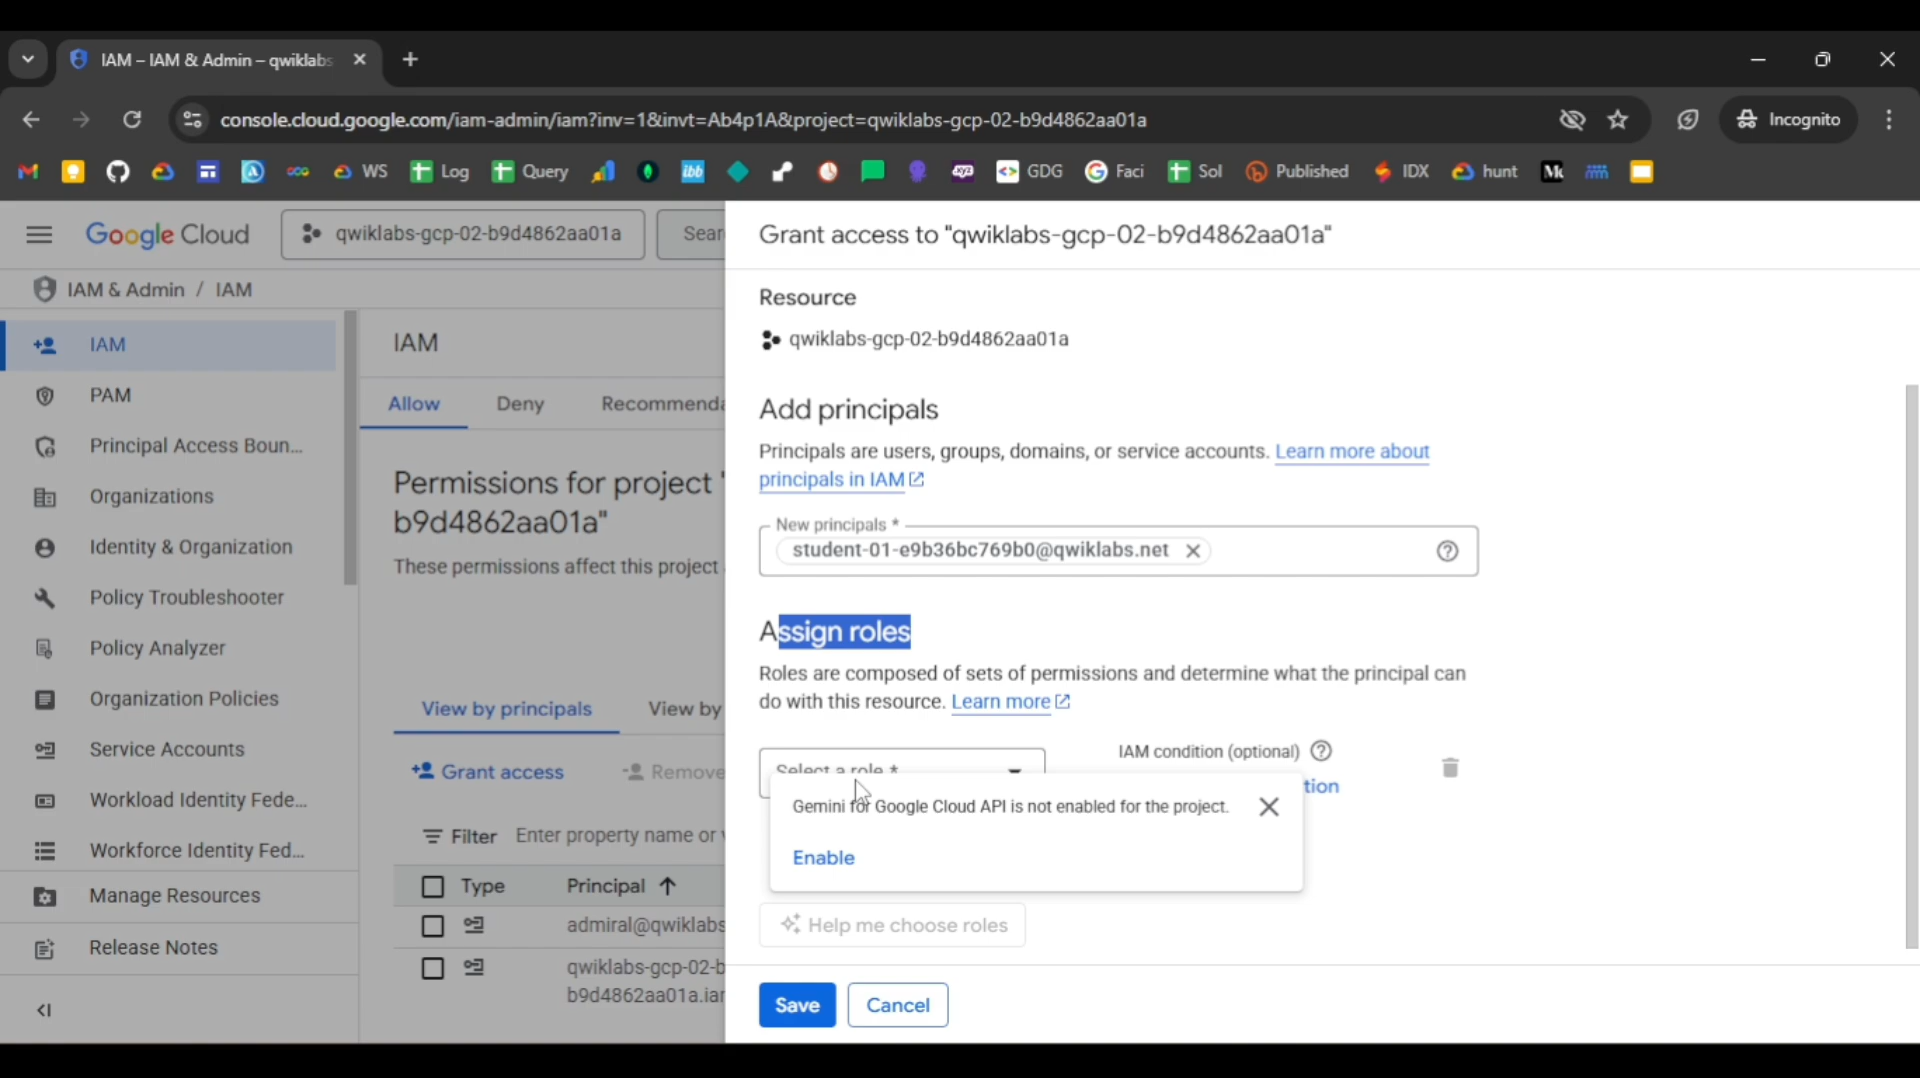 IAM – IAM & Admin – qwiklabs
console.cloud.google.com/iam-admin/iam?inv=1&invt=Ab4p1A&project=qwiklabs-gcp-02-b9d4862aa01a
Incognito
WS
Log
Query
ibb
xyz
GDG
Faci
Sol
Published
IDX
hunt
Google Cloud
qwiklabs-gcp-02-b9d4862aa01a
Sear
IAM & Admin / IAM
IAM
PAM
Principal Access Boun...
Organizations
Identity & Organization
Policy Troubleshooter
Policy Analyzer
Organization Policies
Service Accounts
Workload Identity Fede...
Workforce Identity Fed...
Manage Resources
Release Notes
IAM
Allow
Deny
Recommenda
Permissions for project "
b9d4862aa01a"
These permissions affect this project
View by principals
View by
Grant access
Remove
Filter
Enter property name or
Type
Principal
admiral@qwiklabs
qwiklabs-gcp-02-b
b9d4862aa01a.iar
Grant access to "qwiklabs-gcp-02-b9d4862aa01a"
Resource
qwiklabs-gcp-02-b9d4862aa01a
Add principals
Principals are users, groups, domains, or service accounts. Learn more about
principals in IAM
New principals *
student-01-e9b36bc769b0@qwiklabs.net
Assign roles
Roles are composed of sets of permissions and determine what the principal can
do with this resource. Learn more
Select a role *
IAM condition (optional)
tion
Gemini for Google Cloud API is not enabled for the project.
Enable
Help me choose roles
Save
Cancel